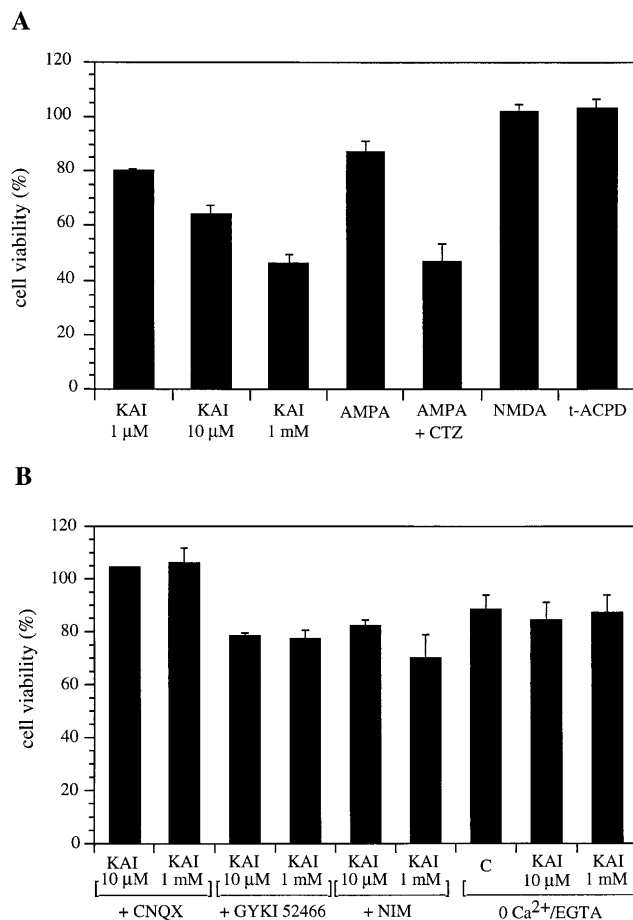 A
cell viability (%)
120
100
80
60
40
20
0
KAI KAI KAI AMPA AMPA NMDA t-ACPD
1 µM 10 µM 1 mM + CTZ
B
cell viability (%)
120
100
80
60
40
20
0
KAI KAI KAI KAI KAI KAI C KAI KAI
10 µM 1 mM 10 µM 1 mM 10 µM 1 mM 10 µM 1 mM
+ CNQX + GYKI 52466 + NIM 0 Ca2+/EGTA